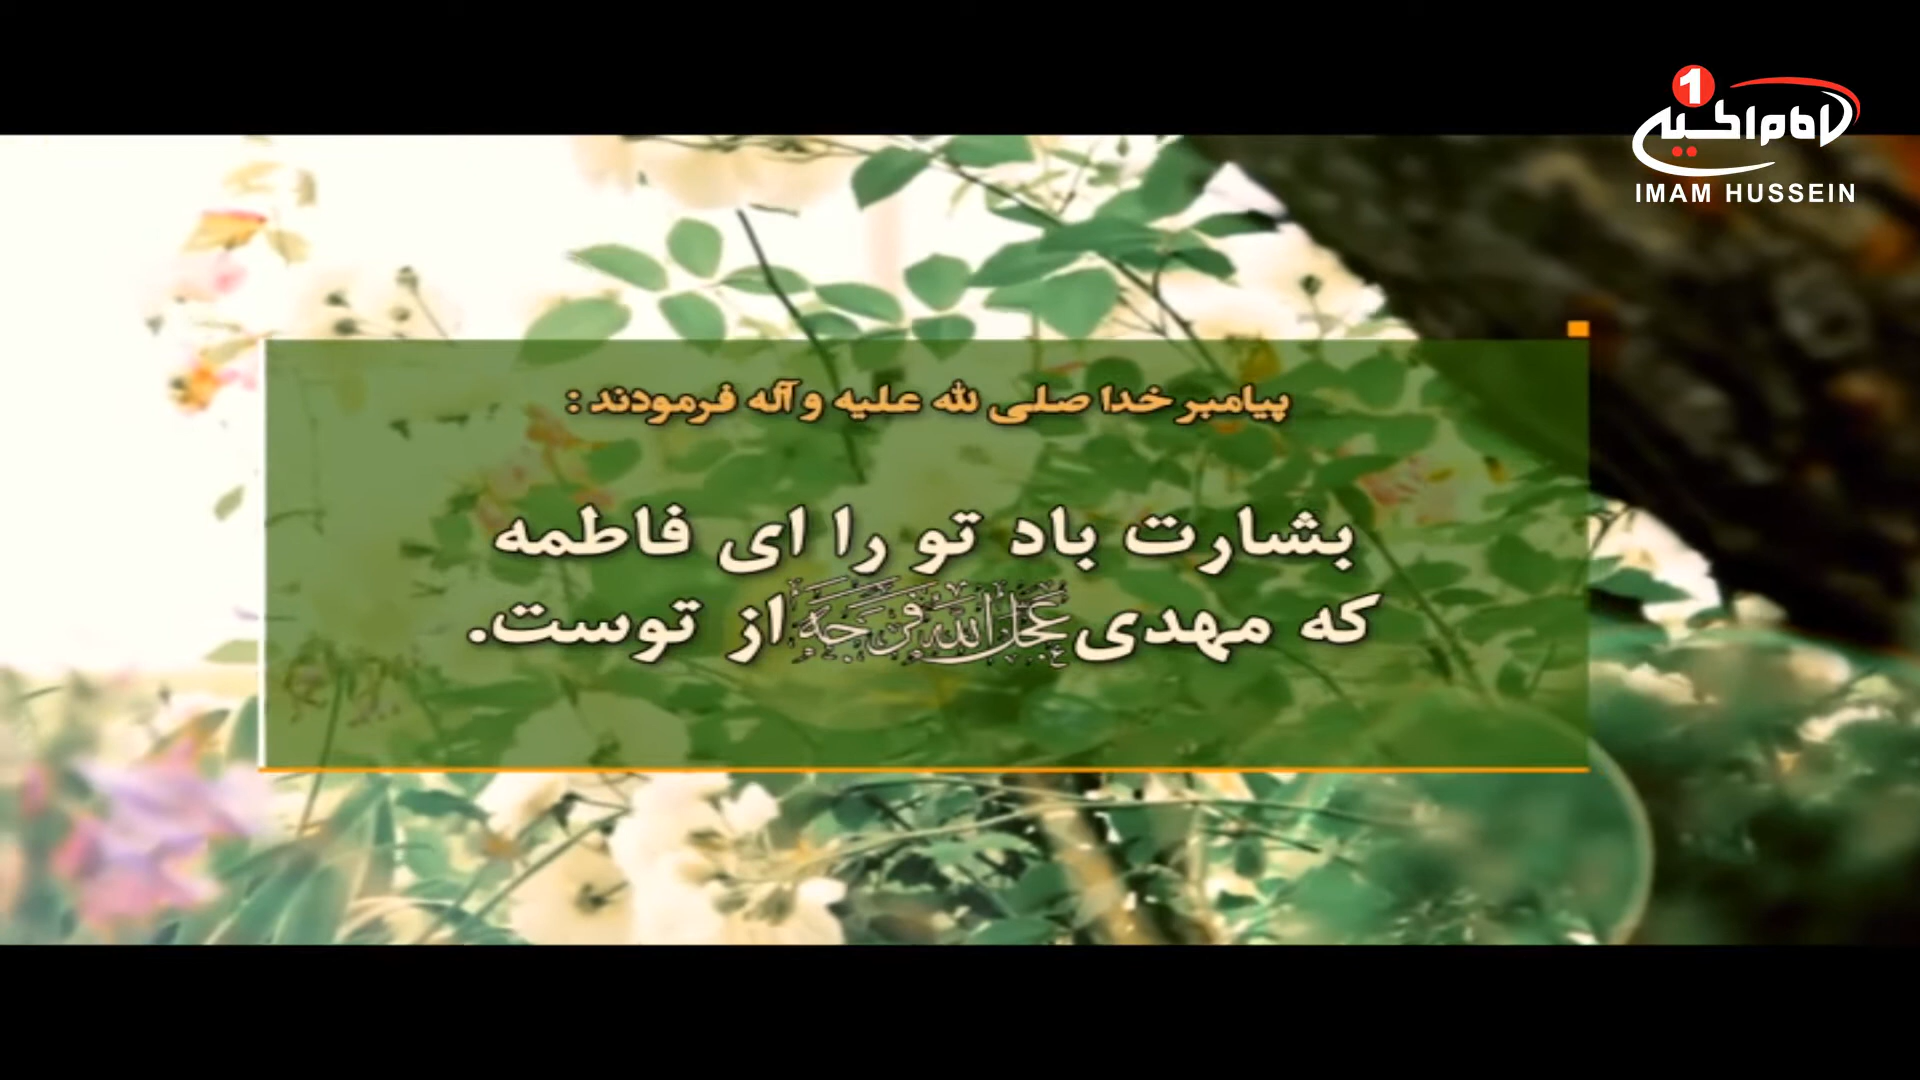 1
امام حسین
IMAM HUSSEIN
پیامبر خدا صلی لله علیه و آله فرمودند :
بشارت باد تو را ای فاطمه
که مهدی عجل الله فرجه از توست.